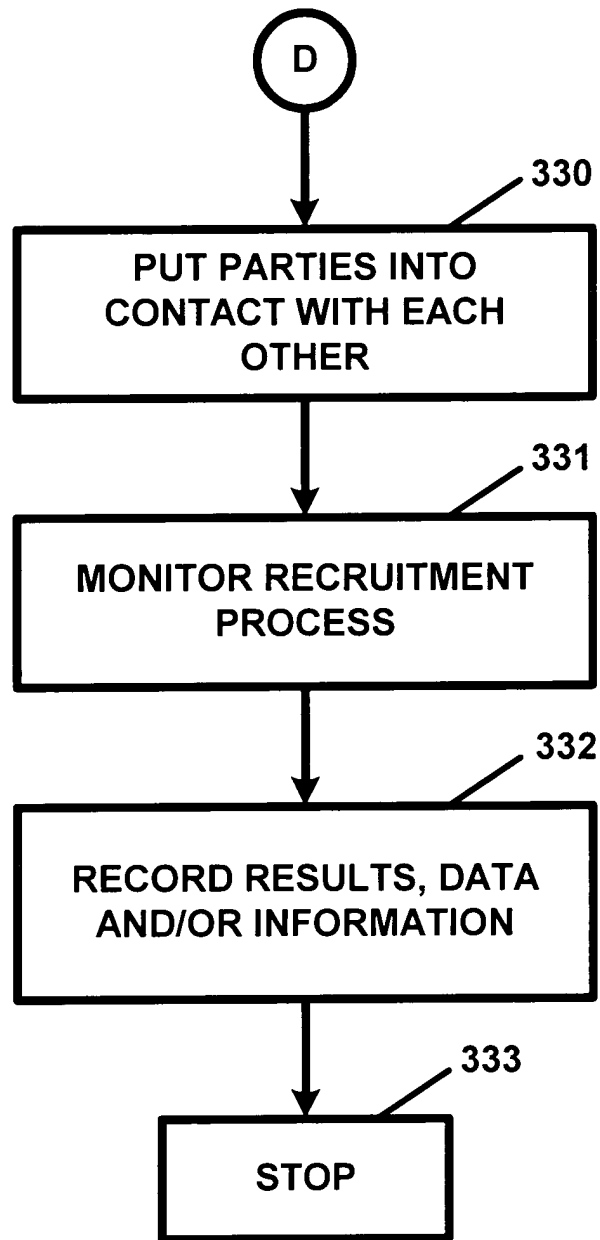 D
330
PUT PARTIES INTO
CONTACT WITH EACH
OTHER
331
MONITOR RECRUITMENT
PROCESS
332
RECORD RESULTS, DATA
AND/OR INFORMATION
333
STOP